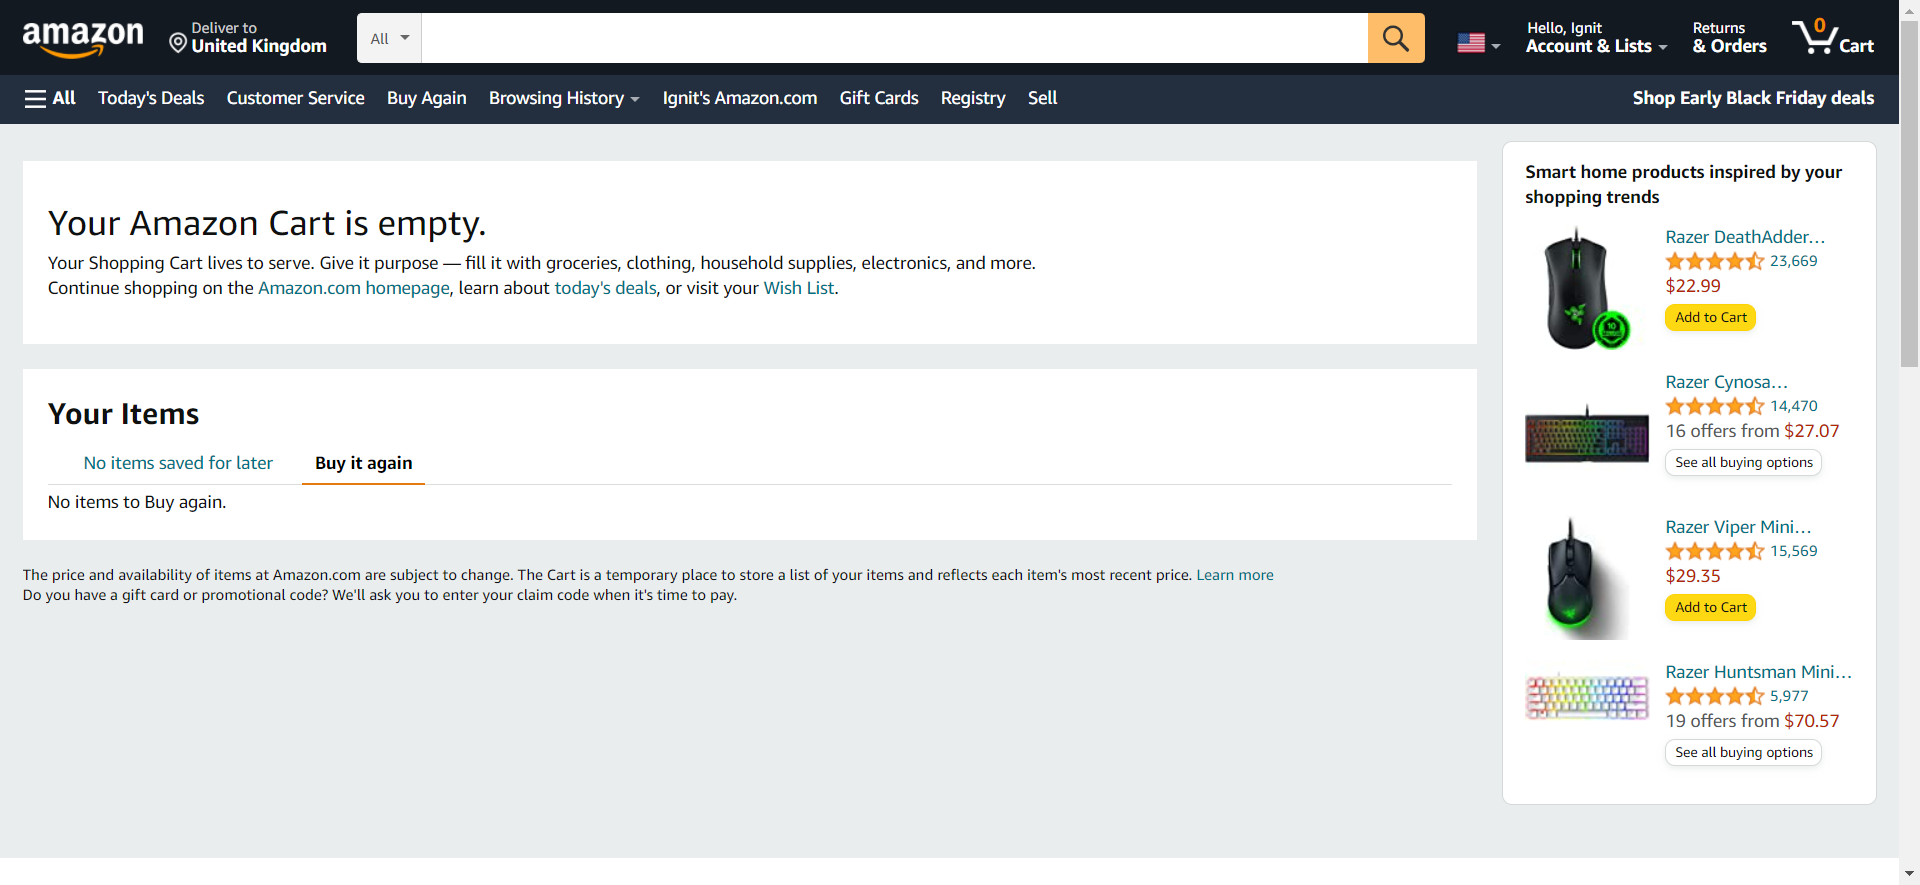 amazon
Deliver to
United Kingdom
All
Hello, Ignit
Account & Lists
Returns
& Orders
0
Cart
All
Today's Deals
Customer Service
Buy Again
Browsing History
Ignit's Amazon.com
Gift Cards
Registry
Sell
Shop Early Black Friday deals
Your Amazon Cart is empty.
Your Shopping Cart lives to serve. Give it purpose — fill it with groceries, clothing, household supplies, electronics, and more.
Continue shopping on the Amazon.com homepage, learn about today's deals, or visit your Wish List.
Your Items
No items saved for later
Buy it again
No items to Buy again.
The price and availability of items at Amazon.com are subject to change. The Cart is a temporary place to store a list of your items and reflects each item's most recent price. Learn more
Do you have a gift card or promotional code? We'll ask you to enter your claim code when it's time to pay.
Smart home products inspired by your
shopping trends
Razer DeathAdder…
23,669
$22.99
Add to Cart
10
Razer Cynosa…
14,470
16 offers from $27.07
See all buying options
Razer Viper Mini…
15,569
$29.35
Add to Cart
Razer Huntsman Mini…
5,977
19 offers from $70.57
See all buying options